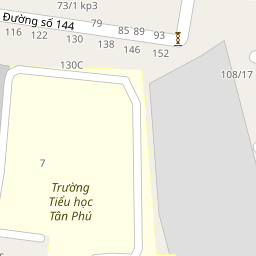 73/1 kp3
Đường số 144
79
85
89
93
116
122
130
138
146
152
130C
108/17
7
Trường
Tiểu học
Tân Phú